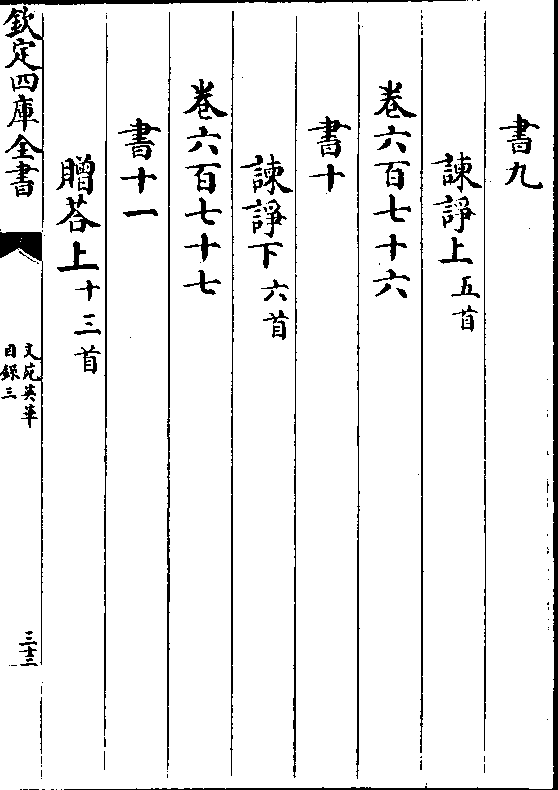 書九
諫諍上五首
卷六百七十六
書十
諫諍下六首
卷六百七十七
書十一
贈荅上十三首
欽定四庫全書
文苑英華
目録三
三十三